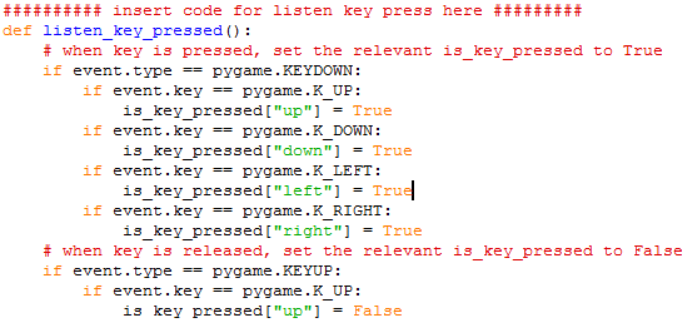 ########## insert code for listen key press here #########
def listen_key_pressed():
    # when key is pressed, set the relevant is_key_pressed to True
    if event.type == pygame.KEYDOWN:
        if event.key == pygame.K_UP:
            is_key_pressed["up"] = True
        if event.key == pygame.K_DOWN:
            is_key_pressed["down"] = True
        if event.key == pygame.K_LEFT:
            is_key_pressed["left"] = True
        if event.key == pygame.K_RIGHT:
            is_key_pressed["right"] = True
    # when key is released, set the relevant is_key_pressed to False
    if event.type == pygame.KEYUP:
        if event.key == pygame.K_UP:
            is_key_pressed["up"] = False